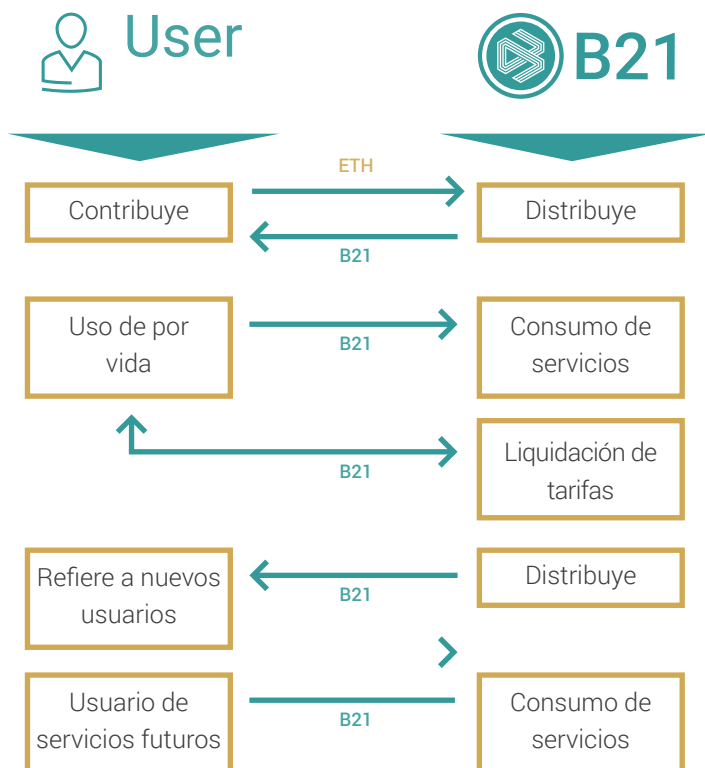 User
B21
ETH
Contribuye
Distribuye
B21
Uso de por
vida
B21
Consumo de
servicios
B21
Liquidación de
tarifas
Refiere a nuevos
usuarios
B21
Distribuye
Usuario de
servicios futuros
B21
Consumo de
servicios